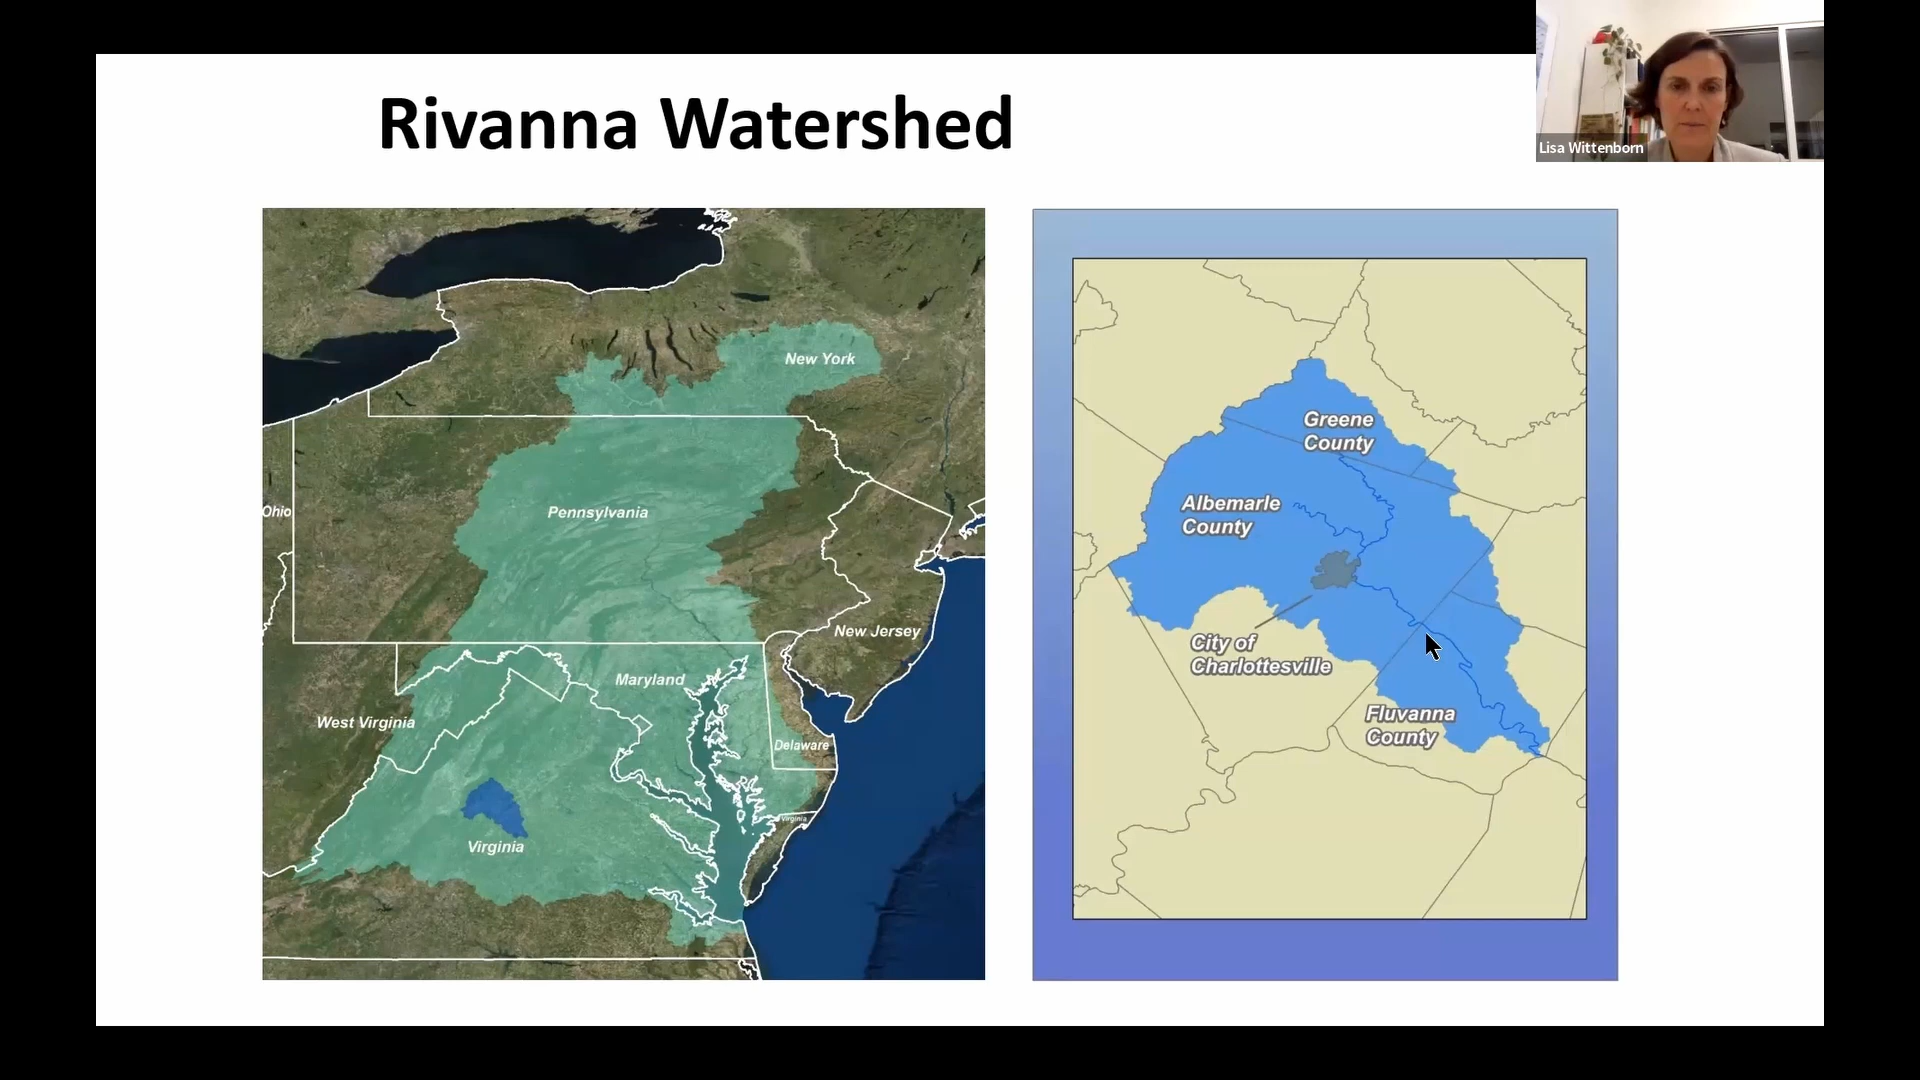 Rivanna Watershed
Lisa Wittenborn
New York
Ohio
Pennsylvania
New Jersey
Maryland
West Virginia
Delaware
Virginia
Virginia
Greene
County
Albemarle
County
City of
Charlottesville
Fluvanna
County